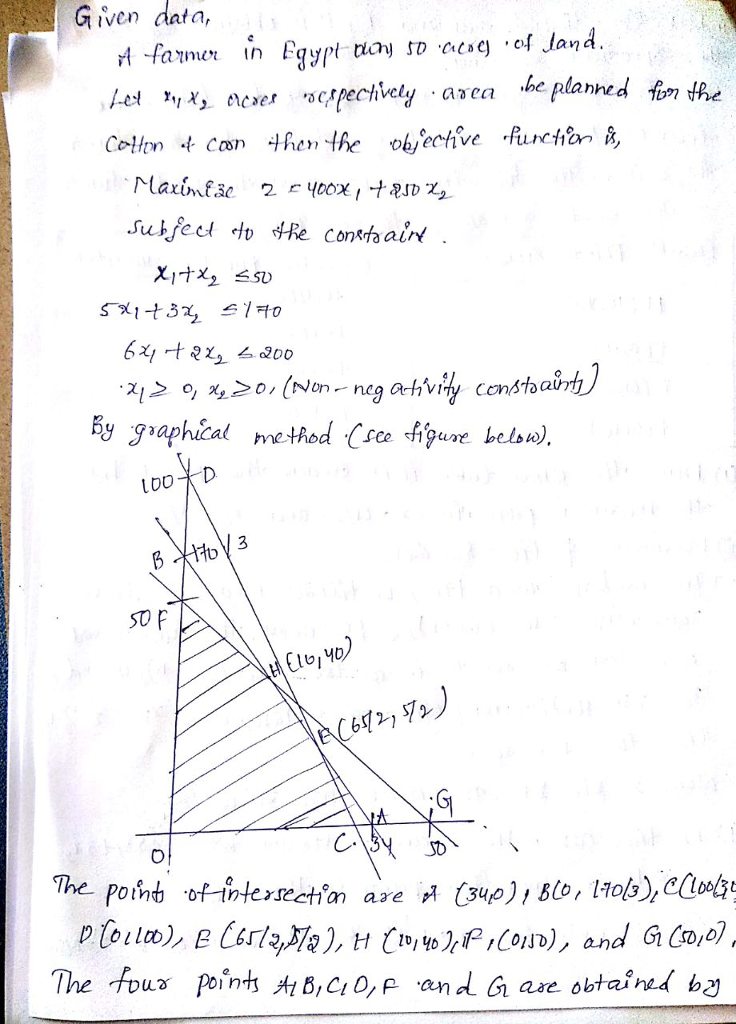 Given data,
A farmer in Egypt owns 50 acres of land.
Let x₁, x₂ acres respectively area be planned for the
Cotton & corn then the objective function is,
Maximize Z = 400x₁ + 250x₂
Subject to the constraint.
x₁+x₂ ≤ 50
5x₁+3x₂ ≤ 170
6x₁ + 2x₂ ≤ 200
x₁ ≥ 0, x₂ ≥ 0, (Non-negativity constraints)
By graphical method (see figure below).
100 D
B 170/3
50 F
H (10,40)
E (65/2, 5/2)
G
A
O C. 34 50
The points of intersection are A (34,0), B(0, 170/3), C(100/3,0
D(0,100), E (65/2,5/2), H (10,40), F, (0,50), and G (50,0),
The four points A, B, C, D, F and G are obtained by